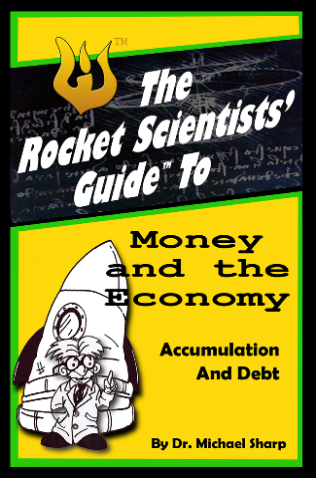 TM
The
Rocket Scientists'
Guide™ To
Money
and the
Economy
Accumulation
And Debt
By Dr. Michael Sharp